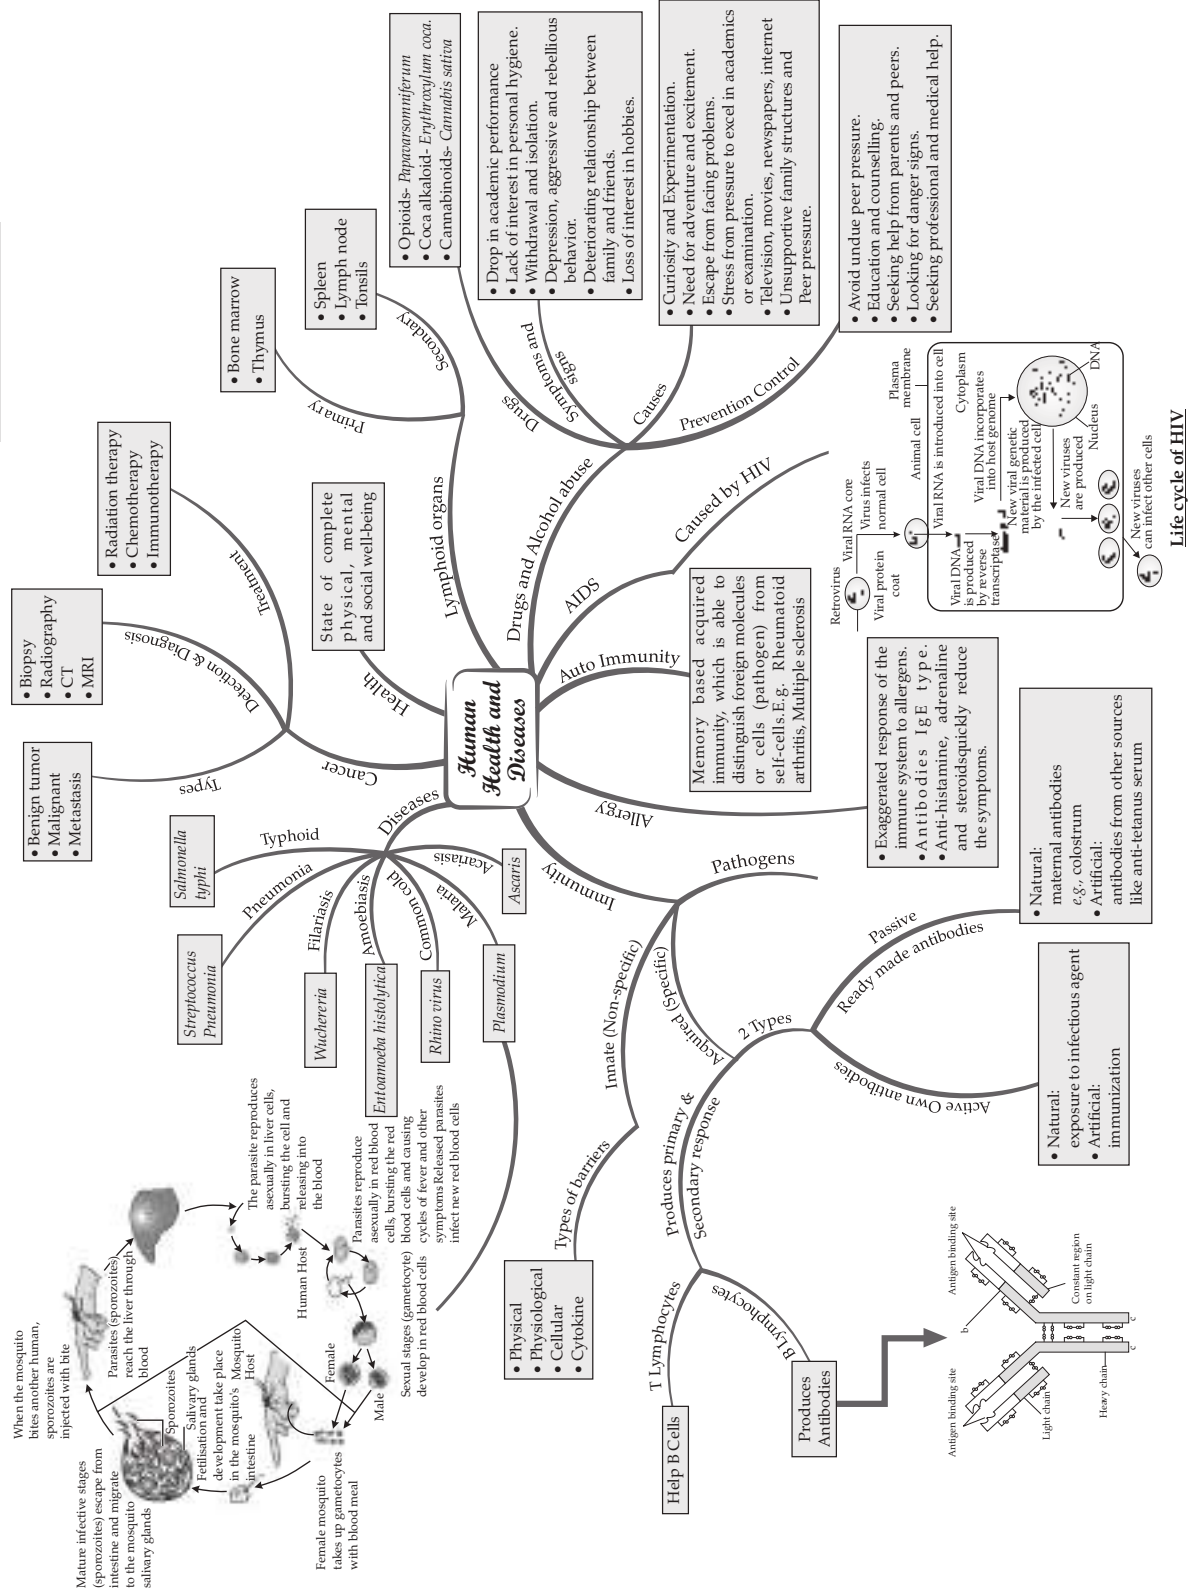 Human
Health and
Diseases
Health
State of complete
physical, mental
and social well-being
Lymphoid organs
Primary
• Bone marrow
• Thymus
Secondary
• Spleen
• Lymph node
• Tonsils
Drugs and Alcohol abuse
Drugs
• Opioids- Papavarsomniferum
• Coca alkaloid- Erythroxylum coca.
• Cannabinoids- Cannabis sativa
Symptoms and
signs
• Drop in academic performance
• Lack of interest in personal hygiene.
• Withdrawal and isolation.
• Depression, aggressive and rebellious
behavior.
• Deteriorating relationship between
family and friends.
• Loss of interest in hobbies.
Causes
• Curiosity and Experimentation.
• Need for adventure and excitement.
• Escape from facing problems.
• Stress from pressure to excel in academics
or examination.
• Television, movies, newspapers, internet
• Unsupportive family structures and
Peer pressure.
Prevention Control
• Avoid undue peer pressure.
• Education and counselling.
• Seeking help from parents and peers.
• Looking for danger signs.
• Seeking professional and medical help.
AIDS
Caused by HIV
Retrovirus
Viral RNA core
Viral protein
coat
Virus infects
normal cell
Animal cell
Plasma
membrane
Viral RNA is introduced into cell
Viral DNA
is produced
by reverse
transcriptase
Cytoplasm
Viral DNA incorporates
into host genome
New viral genetic
material is produced
by the infected cell
DNA
Nucleus
New viruses
are produced
New viruses
can infect other cells
Life cycle of HIV
Auto Immunity
Memory based acquired
immunity, which is able to
distinguish foreign molecules
or cells (pathogen) from
self-cells.E.g. Rheumatoid
arthritis, Multiple sclerosis
Allergy
• Exaggerated response of the
immune system to allergens.
• Antibodies IgE type.
• Anti-histamine, adrenaline
and steroidsquickly reduce
the symptoms.
Immunity
Pathogens
Innate (Non-specific)
Types of barriers
• Physical
• Physiological
• Cellular
• Cytokine
Acquired (Specific)
2 Types
Passive
Ready made antibodies
• Natural:
maternal antibodies
e.g., colostrum
• Artificial:
antibodies from other sources
like anti-tetanus serum
Active Own antibodies
• Natural:
exposure to infectious agent
• Artificial:
immunization
Produces primary &
Secondary response
T Lymphocytes
Help B Cells
B Lymphocytes
Produces
Antibodies
Antigen binding site
Antigen binding site
b
Light chain
Heavy chain
Constant region
on light chain
c
c
Diseases
Typhoid
Salmonella
typhi
Pneumonia
Streptococcus
Pneumonia
Filariasis
Wuchereria
Amoebiasis
Entoamoeba histolytica
Common cold
Rhino virus
Malaria
Plasmodium
Acariasis
Ascaris
When the mosquito
bites another human,
sporozoites are
injected with bite
Parasites (sporozoites)
reach the liver through
blood
The parasite reproduces
asexually in liver cells,
bursting the cell and
releasing into
the blood
Human Host
Parasites reproduce
asexually in red blood
cells, bursting the red
blood cells and causing
cycles of fever and other
symptoms Released parasites
infect new red blood cells
Sexual stages (gametocyte)
develop in red blood cells
Female
Male
Female mosquito
takes up gametocytes
with blood meal
Mosquito
Host
Fetilisation and
development take place
in the mosquito's
intestine
Sporozoites
Salivary glands
Mature infective stages
(sporozoites) escape from
intestine and migrate
to the mosquito
salivary glands
Cancer
Types
• Benign tumor
• Malignant
• Metastasis
Detection & Diagnosis
• Biopsy
• Radiography
• CT
• MRI
Treatment
• Radiation therapy
• Chemotherapy
• Immunotherapy